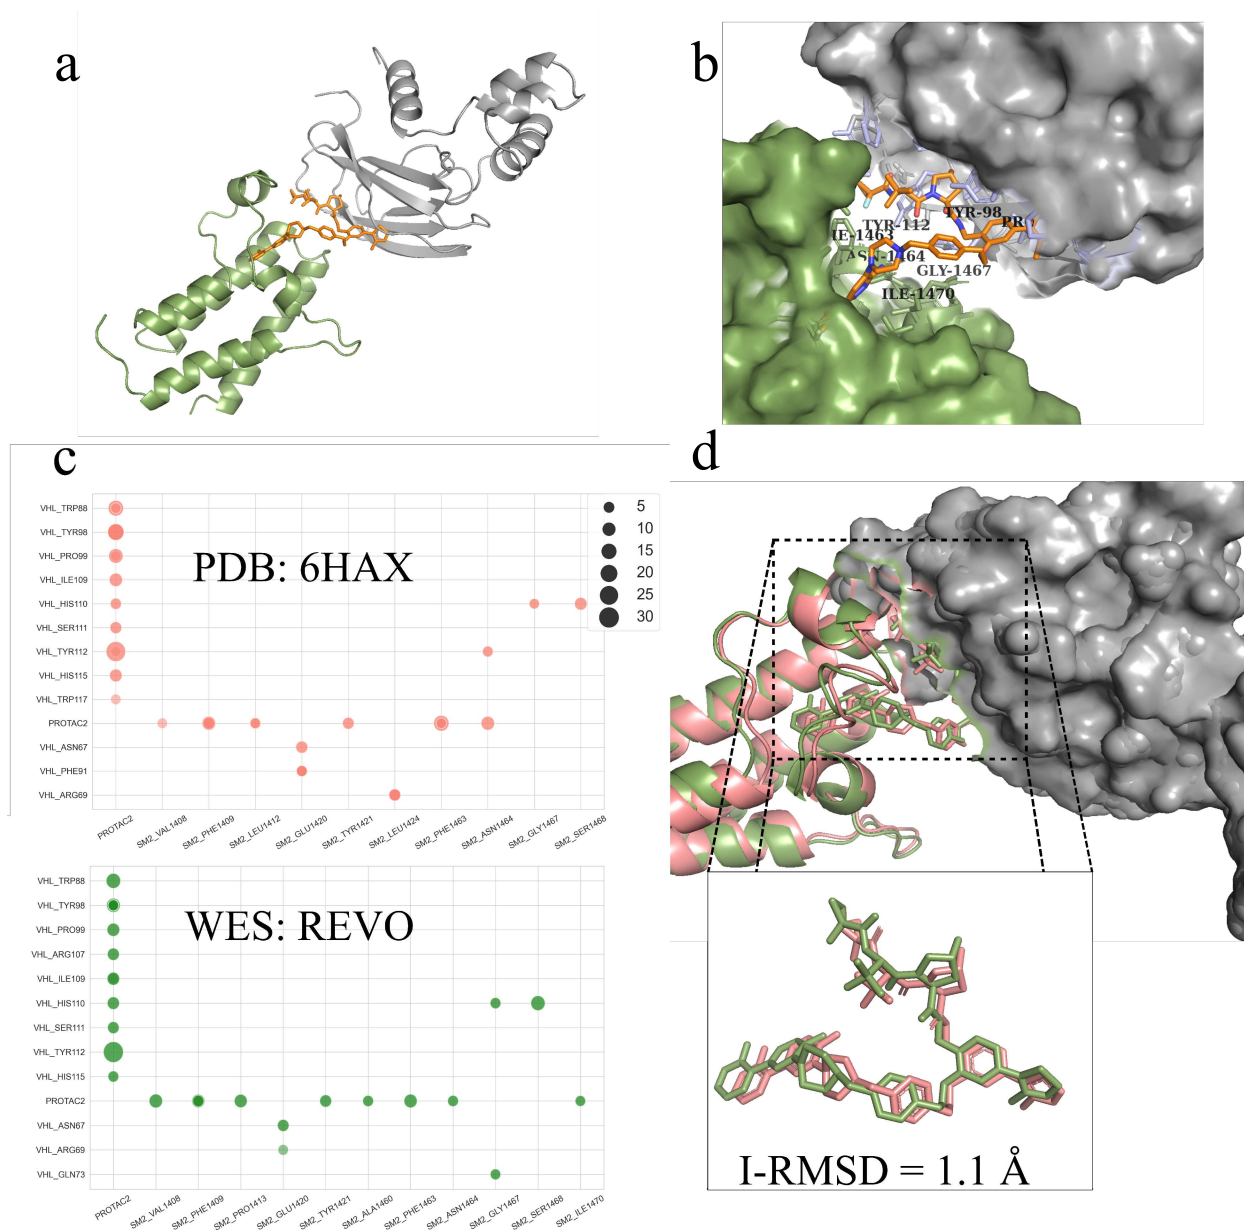 a
b
TYR-98
TYR-112
PRO
IE-1463
ASN-1464
GLY-1467
ILE-1470
c
PDB: 6HAX
5
10
15
20
25
30
VHL_TRP88
VHL_TYR98
VHL_PRO99
VHL_ILE109
VHL_HIS110
VHL_SER111
VHL_TYR112
VHL_HIS115
VHL_TRP117
PROTAC2
VHL_ASN67
VHL_PHE91
VHL_ARG69
PROTAC2
SM2_VAL1408
SM2_PHE1409
SM2_LEU1412
SM2_GLU1420
SM2_TYR1421
SM2_LEU1424
SM2_PHE1463
SM2_ASN1464
SM2_GLY1467
SM2_SER1468
WES: REVO
VHL_TRP88
VHL_TYR98
VHL_PRO99
VHL_ARG107
VHL_ILE109
VHL_HIS110
VHL_SER111
VHL_TYR112
VHL_HIS115
PROTAC2
VHL_ASN67
VHL_ARG69
VHL_GLN73
PROTAC2
SM2_VAL1408
SM2_PHE1409
SM2_PRO1413
SM2_GLU1420
SM2_TYR1421
SM2_ALA1460
SM2_PHE1463
SM2_ASN1464
SM2_GLY1467
SM2_SER1468
SM2_ILE1470
d
I-RMSD = 1.1 Å